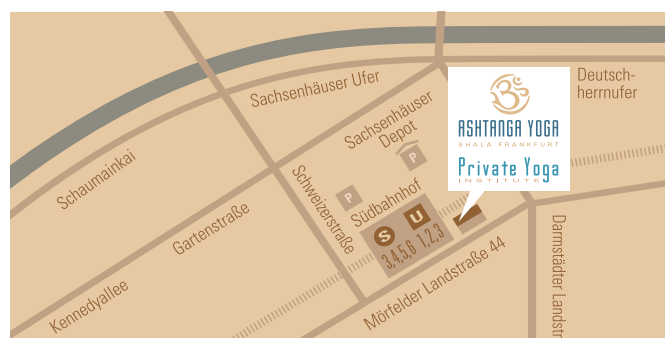 Sachsenhäuser Ufer
Deutsch-
herrnufer
ASHTANGA YOGA
SHALA FRANKFURT
Private Yoga
INSTITUTE
Sachsenhäuser
Depot
P
P
Schaumainkai
Schweizerstraße
Südbahnhof
S U
3,4,5,6 1,2,3
Gartenstraße
Kennedyallee
Mörfelder Landstraße 44
Darmstädter Landstr